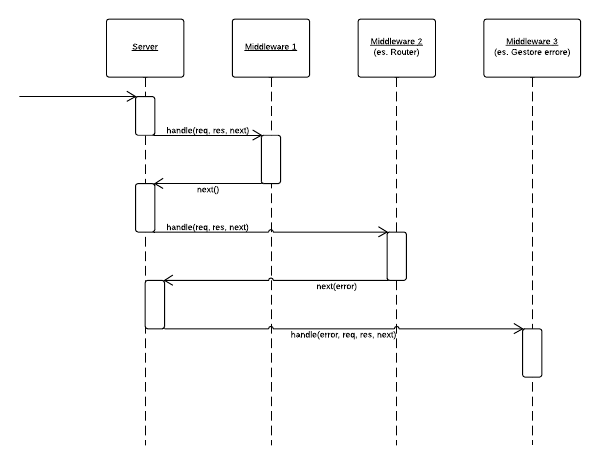 Server
Middleware 1
Middleware 2
(es. Router)
Middleware 3
(es. Gestore errore)
handle(req, res, next)
next()
handle(req, res, next)
next(error)
handle(error, req, res, next)